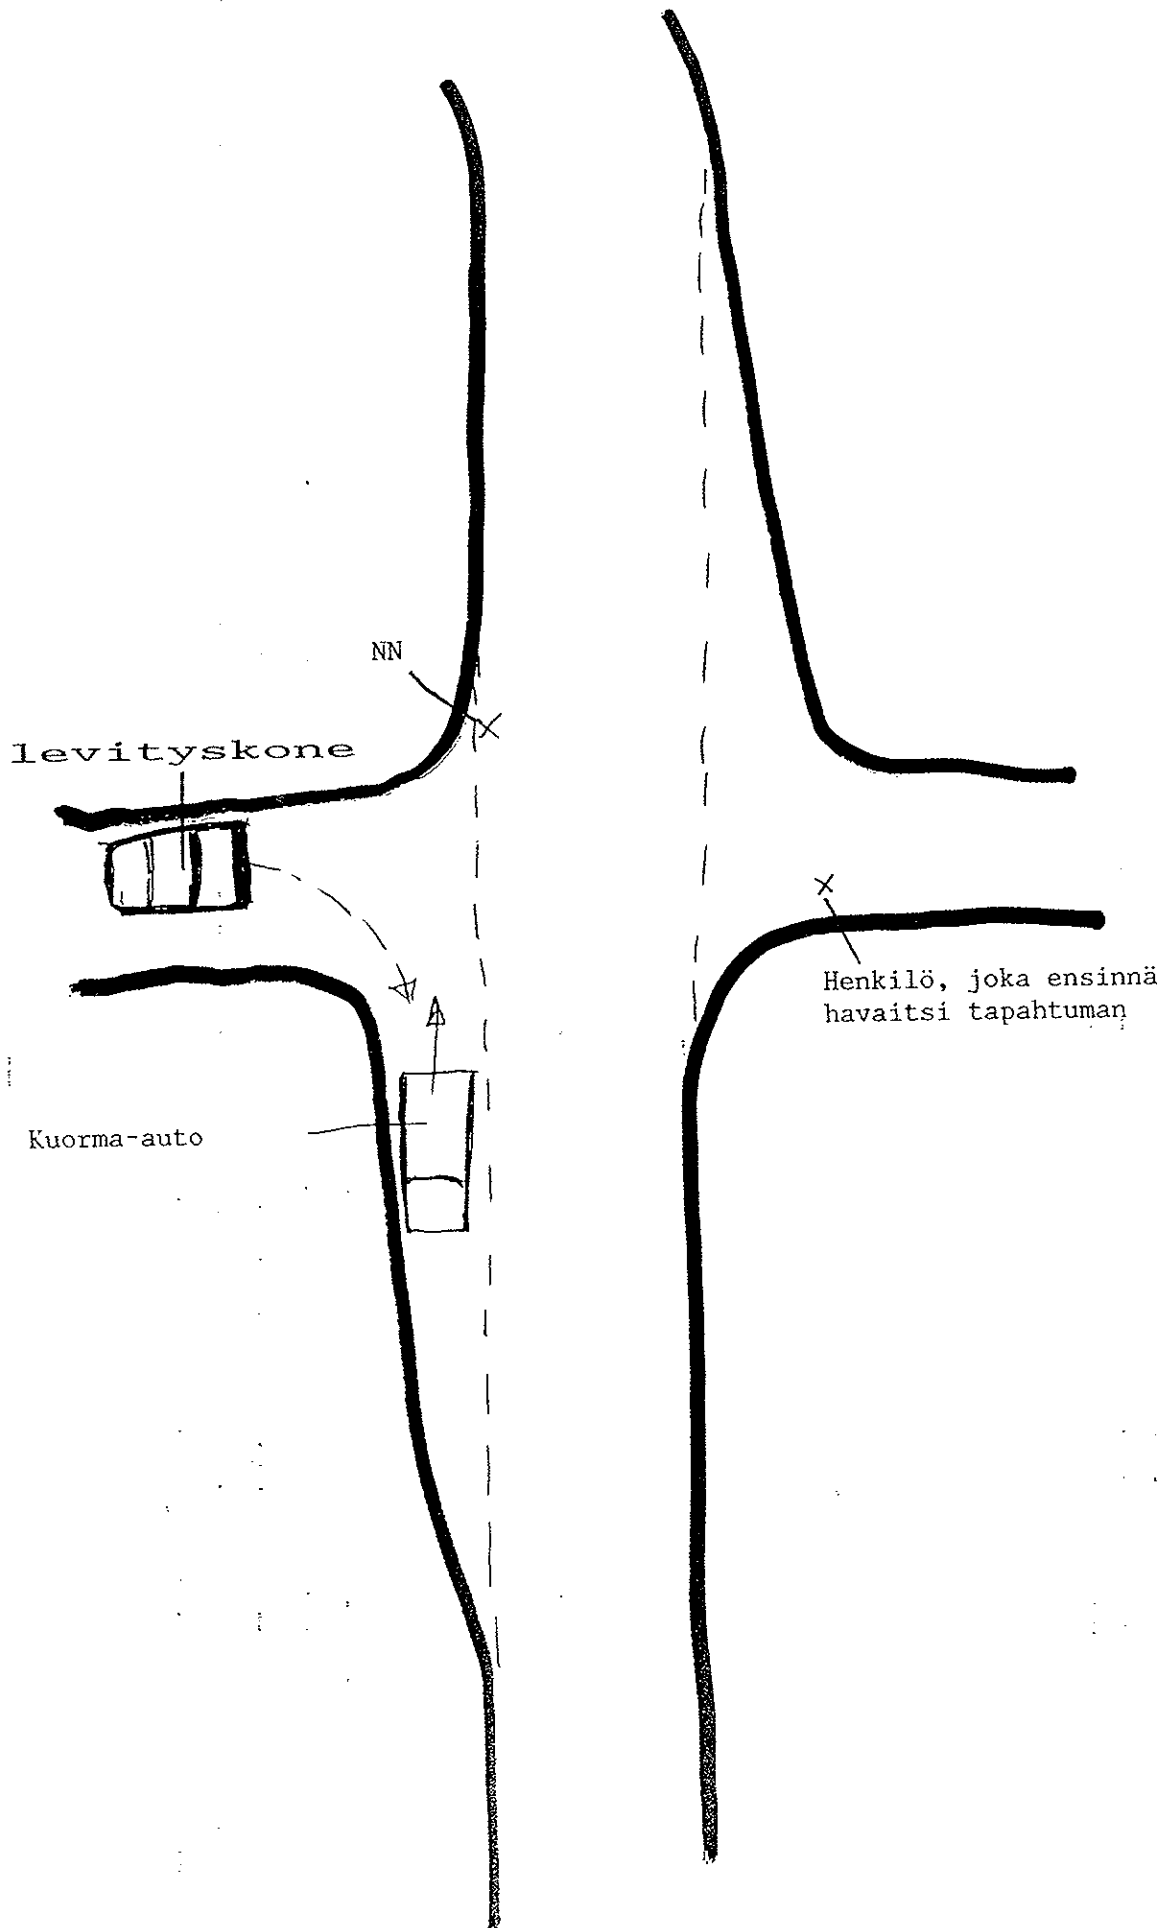 NN
levityskone
Henkilö, joka ensinnä
havaitsi tapahtuman
Kuorma-auto